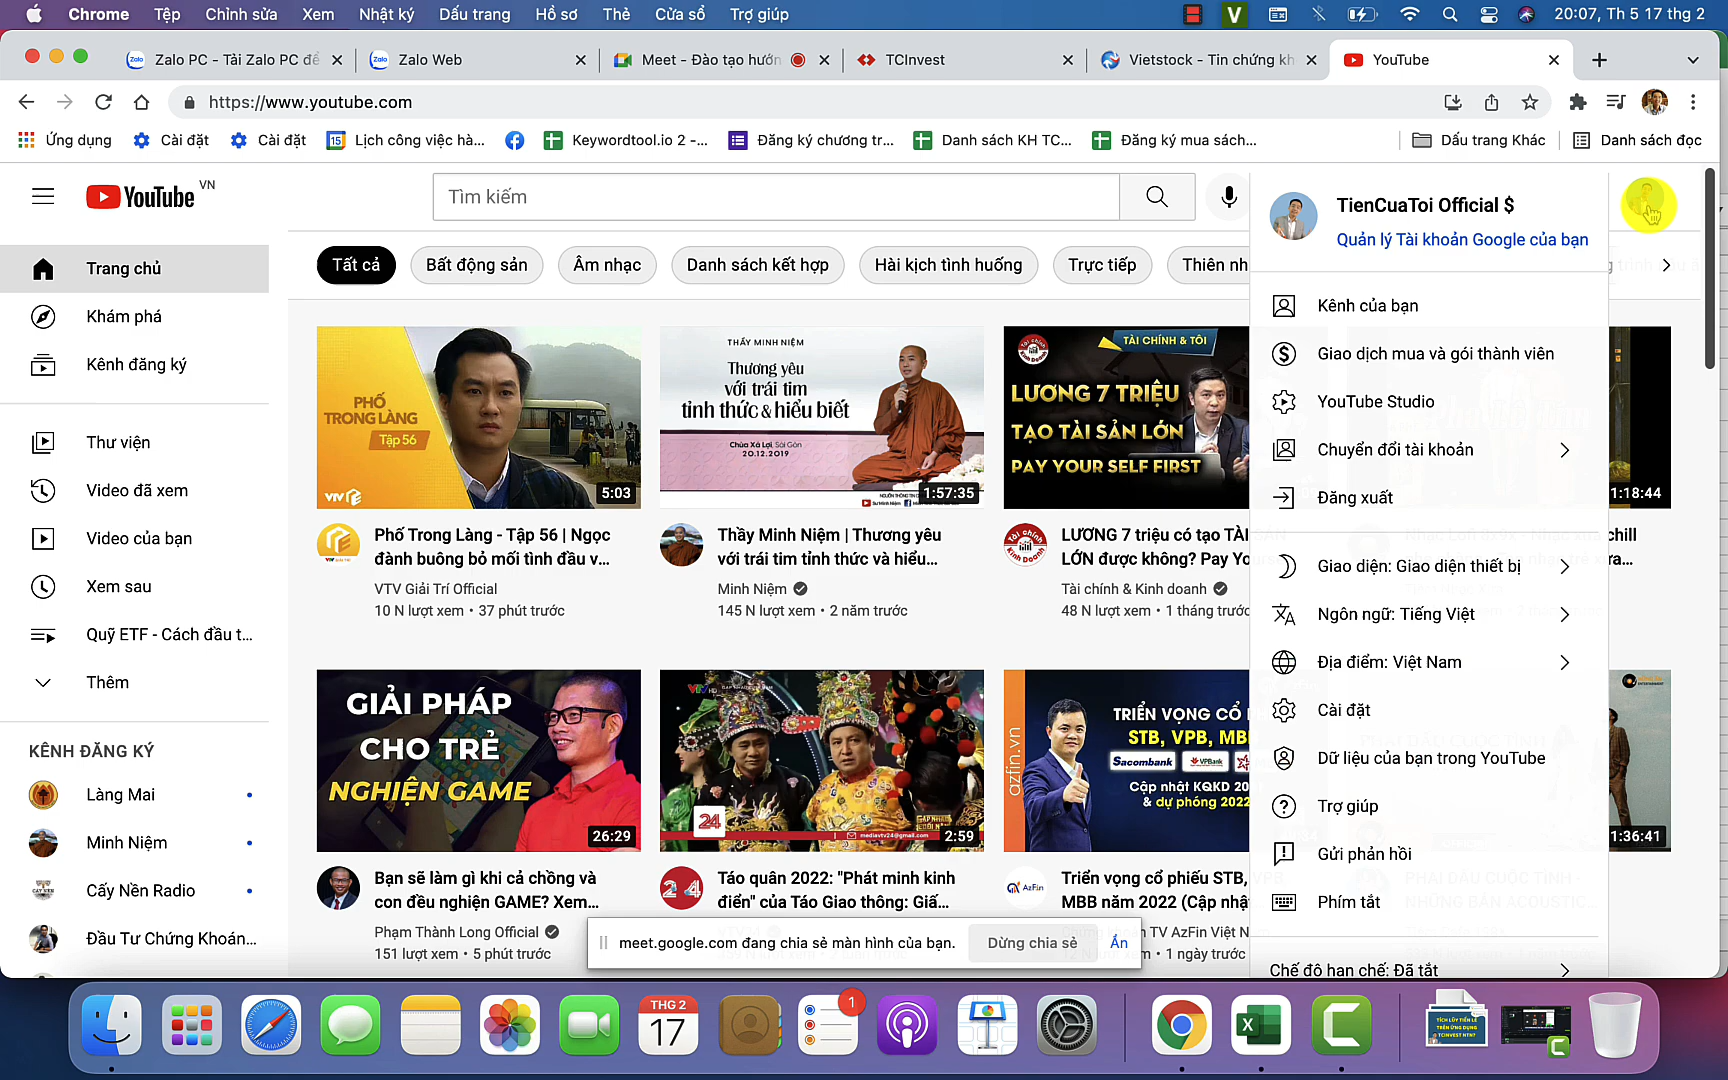 Chrome Tệp Chỉnh sửa Xem Nhật ký Dấu trang Hồ sơ Thẻ Cửa sổ Trợ giúp 20:07, Th 5 17 thg 2
Zalo PC - Tải Zalo PC để Zalo Web Meet - Đào tạo hướn TCInvest Vietstock - Tin chứng kh YouTube
https://www.youtube.com
Ứng dụng Cài đặt Cài đặt Lịch công việc hà... Keywordtool.io 2 -... Đăng ký chương tr... Danh sách KH TC... Đăng ký mua sách... Dấu trang Khác Danh sách đọc
YouTube VN
Tìm kiếm
Trang chủ
Khám phá
Kênh đăng ký
Thư viện
Video đã xem
Video của bạn
Xem sau
Quỹ ETF - Cách đầu t...
Thêm
KÊNH ĐĂNG KÝ
Làng Mai
Minh Niệm
Cấy Nền Radio
Đầu Tư Chứng Khoán...
Tất cả Bất động sản Âm nhạc Danh sách kết hợp Hài kịch tình huống Trực tiếp Thiên nh
PHỐ
TRONG LÀNG
Tập 56
VTV
5:03
Phố Trong Làng - Tập 56 | Ngọc
đành buông bỏ mối tình đầu v...
VTV Giải Trí Official
10 N lượt xem • 37 phút trước
THẦY MINH NIỆM
Thương yêu
với trái tim
tỉnh thức & hiểu biết
Chùa Xá Lợi, Sài Gòn
20.12.2019
1:57:35
Thầy Minh Niệm | Thương yêu
với trái tim tỉnh thức và hiểu...
Minh Niệm
145 N lượt xem • 2 năm trước
TÀI CHÍNH & TÔI
LƯƠNG 7 TRIỆU
TẠO TÀI SẢN LỚN
PAY YOUR SELF FIRST
LƯƠNG 7 triệu có tạo TÀI
LỚN được không? Pay Yo
Tài chính & Kinh doanh
48 N lượt xem • 1 tháng trước
1:18:44
chill
GIẢI PHÁP
CHO TRẺ
NGHIỆN GAME
26:29
Bạn sẽ làm gì khi cả chồng và
con đều nghiện GAME? Xem...
Phạm Thành Long Official
151 lượt xem • 5 phút trước
24
mediavtv24@gmail.com
2:59
Táo quân 2022: "Phát minh kinh
điển" của Táo Giao thông: Giấ...
azfin.vn
TRIỂN VỌNG CỔ
STB, VPB, MB
Sacombank VPBank
Cập nhật KQKD 20
& dự phóng 2022
Triển vọng cổ phiếu STB,
MBB năm 2022 (Cập nhật
TV AzFin Việt N
1 ngày trước
1:36:41
TienCuaToi Official $
Quản lý Tài khoản Google của bạn
Kênh của bạn
Giao dịch mua và gói thành viên
YouTube Studio
Chuyển đổi tài khoản
Đăng xuất
Giao diện: Giao diện thiết bị
Ngôn ngữ: Tiếng Việt
Địa điểm: Việt Nam
Cài đặt
Dữ liệu của bạn trong YouTube
Trợ giúp
Gửi phản hồi
Phím tắt
Chế độ hạn chế: Đã tắt
meet.google.com đang chia sẻ màn hình của bạn. Dừng chia sẻ Ẩn
THG 2
17
1
TÍCH LŨY TIỀN LẺ
TRÊN ỨNG DỤNG
TCINVEST NTN?